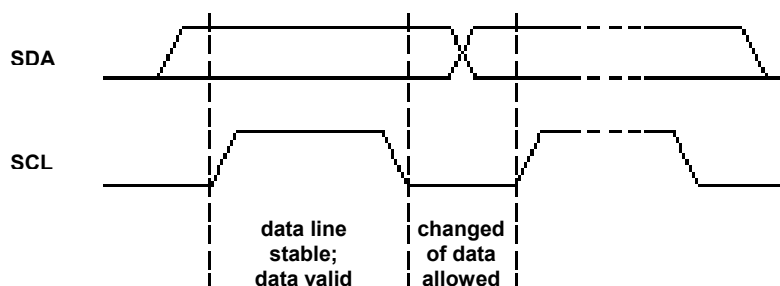 SDA
SCL
data line
stable;
data valid
changed
of data
allowed